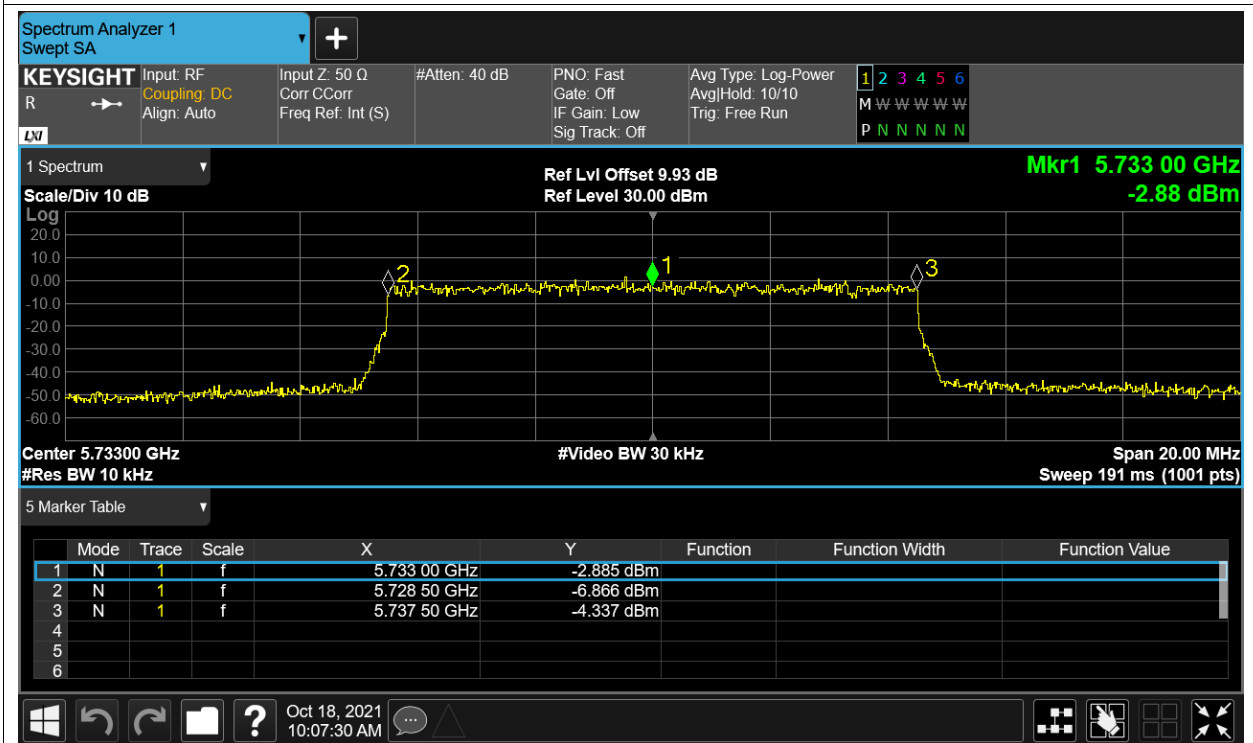 Spectrum Analyzer 1
Swept SA
+
KEYSIGHT Input: RF Input Z: 50 Ω #Atten: 40 dB PNO: Fast Avg Type: Log-Power 1 2 3 4 5 6
R Coupling: DC Corr CCorr Gate: Off Avg|Hold: 10/10 M W W W W W
Align: Auto Freq Ref: Int (S) IF Gain: Low Trig: Free Run
LXI Sig Track: Off P N N N N N
1 Spectrum Ref Lvl Offset 9.93 dB Mkr1 5.733 00 GHz
Scale/Div 10 dB Ref Level 30.00 dBm -2.88 dBm
Log
20.0
10.0
0.00
-10.0
-20.0
-30.0
-40.0
-50.0
-60.0
2 1 3
Center 5.73300 GHz #Video BW 30 kHz Span 20.00 MHz
#Res BW 10 kHz Sweep 191 ms (1001 pts)
5 Marker Table
Mode Trace Scale X Y Function Function Width Function Value
1 N 1 f 5.733 00 GHz -2.885 dBm
2 N 1 f 5.728 50 GHz -6.866 dBm
3 N 1 f 5.737 50 GHz -4.337 dBm
4
5
6
? Oct 18, 2021
10:07:30 AM